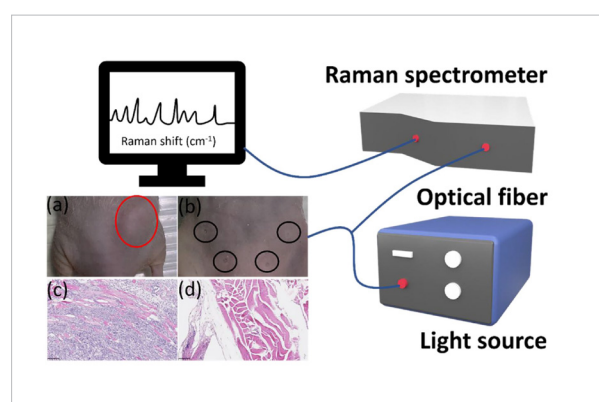 Raman spectrometer
Raman shift (cm⁻¹)
Optical fiber
(a)
(b)
(c)
(d)
Light source